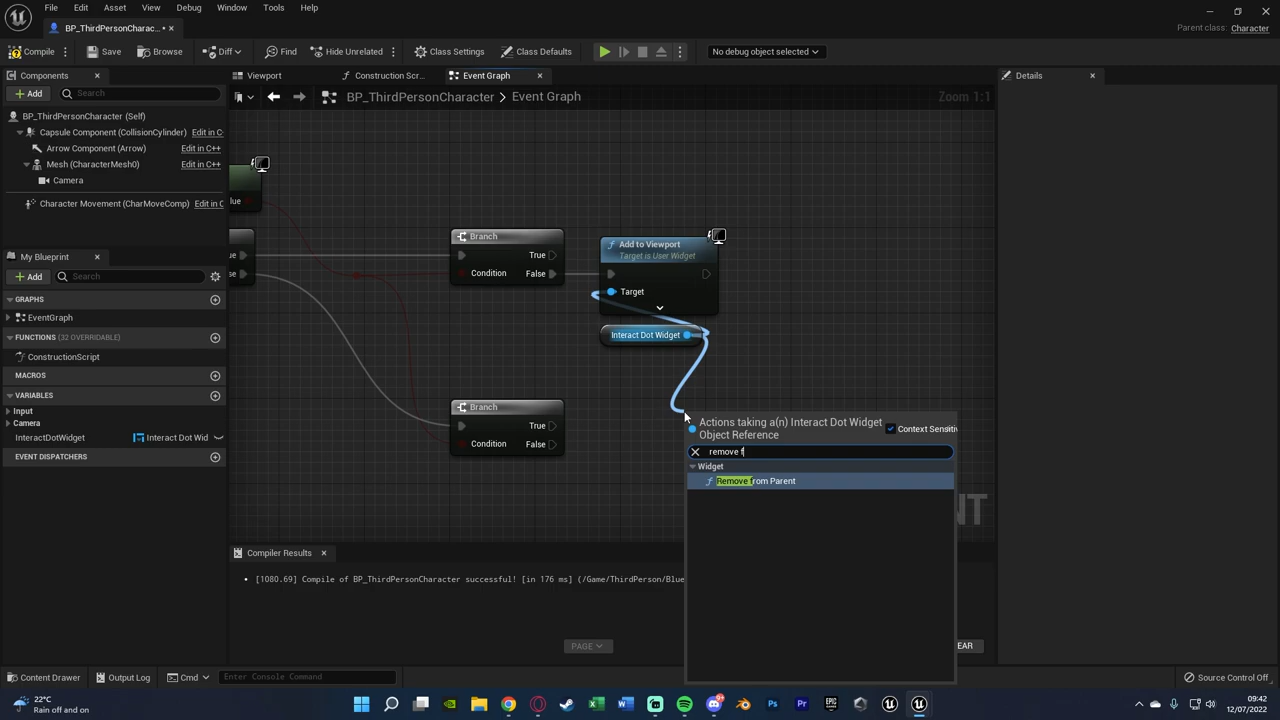 File Edit Asset View Debug Window Tools Help
BP_ThirdPersonCharac... •
Parent class: Character
Compile Save Browse Diff Find Hide Unrelated Class Settings Class Defaults No debug object selected
Components Viewport Construction Scr... Event Graph Details
Add Search BP_ThirdPersonCharacter > Event Graph Zoom 1:1
BP_ThirdPersonCharacter (Self)
Capsule Component (CollisionCylinder) Edit in C
Arrow Component (Arrow) Edit in C++
Mesh (CharacterMesh0) Edit in C++
Camera
Character Movement (CharMoveComp) Edit in C
My Blueprint
Add Search
GRAPHS
EventGraph
FUNCTIONS (32 OVERRIDABLE)
ConstructionScript
MACROS
VARIABLES
Input
Camera
InteractDotWidget Interact Dot Wid
EVENT DISPATCHERS
lue
ue
se
Branch
True
Condition False
Add to Viewport
Target is User Widget
Target
Interact Dot Widget
Branch
True
Condition False
Actions taking a(n) Interact Dot Widget
Object Reference
Context Sensitiv
remove f
Widget
Remove from Parent
NT
Compiler Results
[1080.69] Compile of BP_ThirdPersonCharacter successful! [in 176 ms] (/Game/ThirdPerson/Blue
PAGE
EAR
Content Drawer Output Log Cmd Enter Console Command Source Control Off
22°C
Rain off and on
09:42
12/07/2022